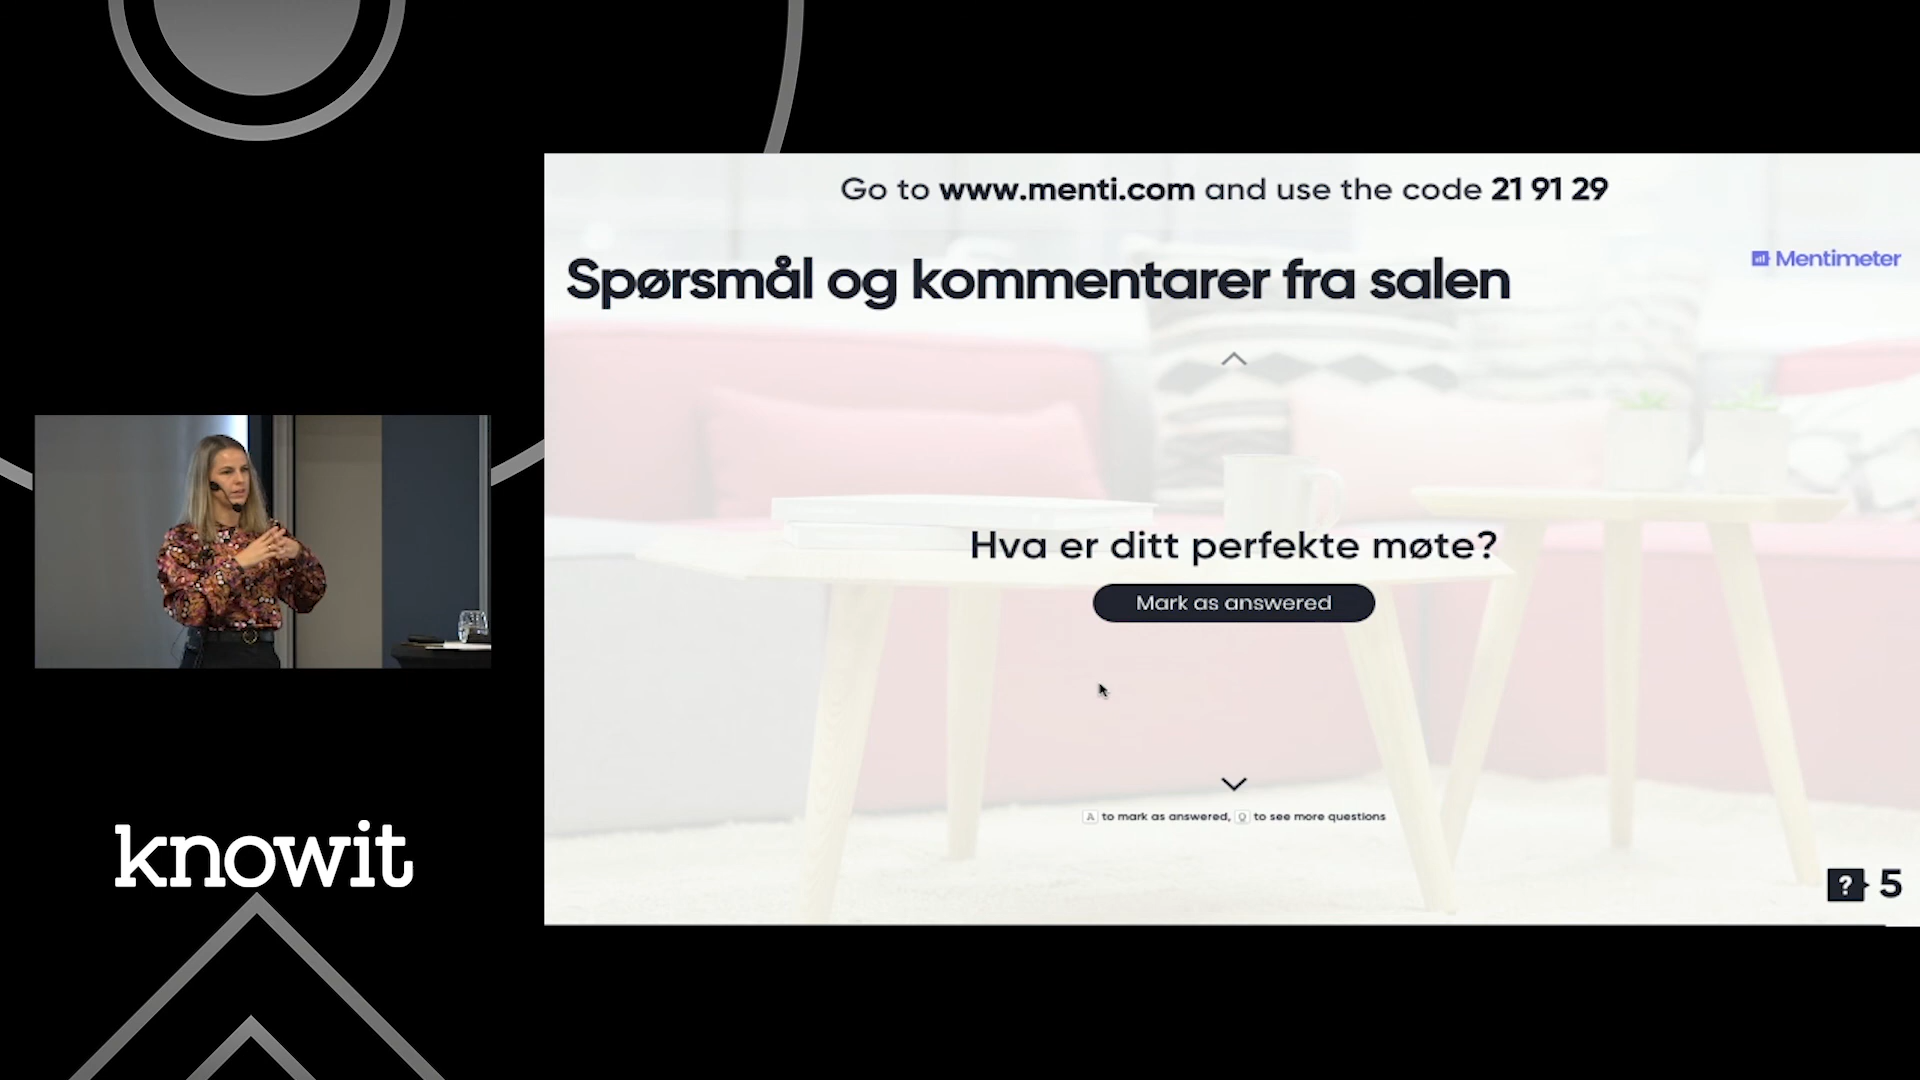 Go to www.menti.com and use the code 21 91 29
Mentimeter
Spørsmål og kommentarer fra salen
Hva er ditt perfekte møte?
Mark as answered
A to mark as answered, Q to see more questions
? 5
knowit